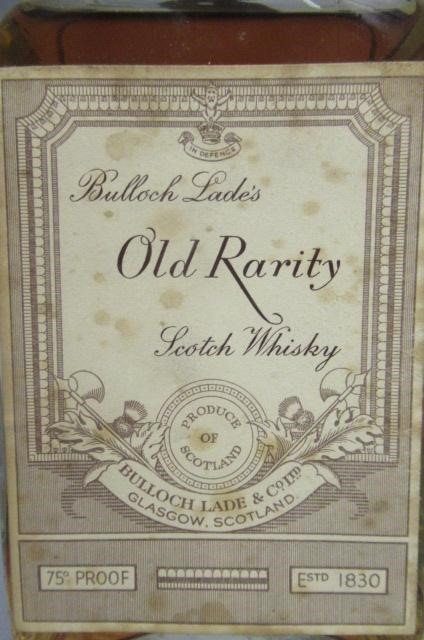 IN DEFENCE
Bulloch Lade's
Old Rarity
Scotch Whisky
PRODUCE
OF
SCOTLAND
BULLOCH LADE & Co LTD
GLASGOW, SCOTLAND.
75° PROOF
ESTD 1830